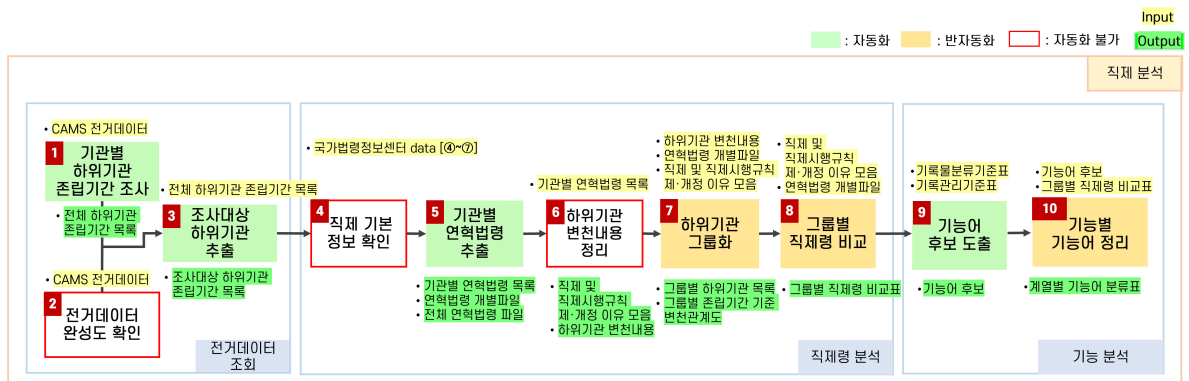 Input
: 자동화
: 반자동화
: 자동화 불가
Output
직제 분석
• CAMS 전거데이터
1
기관별
하위기관
존립기간 조사
• 전체 하위기관
존립기간 목록
• CAMS 전거데이터
2
전거데이터
완성도 확인
• 전체 하위기관 존립기간 목록
3
조사대상
하위기관
추출
• 조사대상 하위기관
존립기간 목록
전거데이터
조회
• 국가법령정보센터 data [④~⑦]
4
직제 기본
정보 확인
5
기관별
연혁법령
추출
• 기관별 연혁법령 목록
• 연혁법령 개별파일
• 전체 연혁법령 파일
• 기관별 연혁법령 목록
6
하위기관
변천내용
정리
• 직제 및
직제시행규칙
제·개정 이유 모음
• 하위기관 변천내용
• 하위기관 변천내용
• 연혁법령 개별파일
• 직제 및 직제시행규칙
제·개정 이유 모음
7
하위기관
그룹화
• 그룹별 하위기관 목록
• 그룹별 존립기간 기준
변천관계도
• 직제 및
직제시행규칙
제·개정 이유 모음
• 연혁법령 개별파일
8
그룹별
직제령 비교
• 그룹별 직제령 비교표
직제령 분석
• 기록물분류기준표
• 기록관리기준표
9
기능어
후보 도출
• 기능어 후보
• 기능어 후보
• 그룹별 직제령 비교표
10
기능별
기능어 정리
• 계열별 기능어 분류표
기능 분석